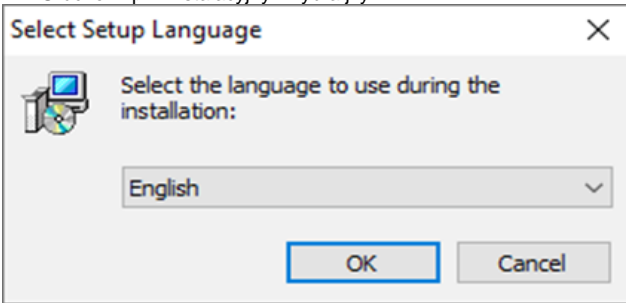 Select Setup Language
Select the language to use during the
installation:
English
OK
Cancel